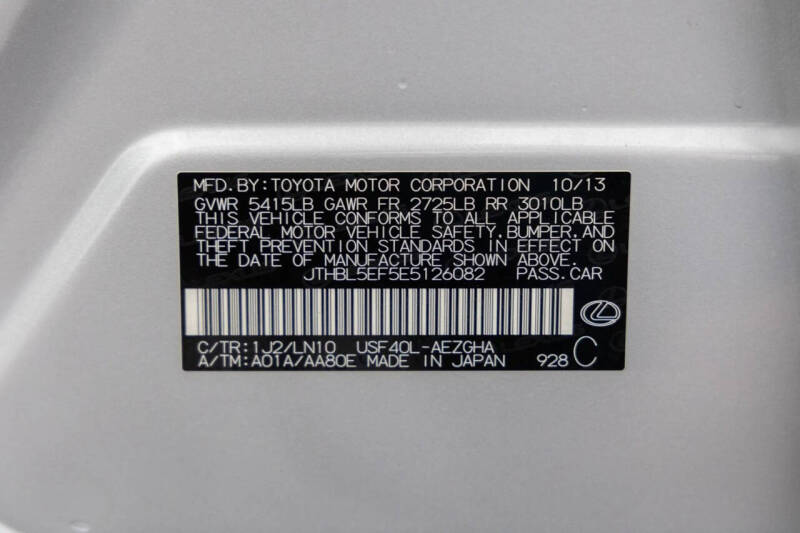 MFD. BY: TOYOTA MOTOR CORPORATION 10/13
GVWR 5415LB GAWR FR 2725LB RR 3010LB
THIS VEHICLE CONFORMS TO ALL APPLICABLE
FEDERAL MOTOR VEHICLE SAFETY, BUMPER, AND
THEFT PREVENTION STANDARDS IN EFFECT ON
THE DATE OF MANUFACTURE SHOWN ABOVE.
JTHBL5EF5E5126082 PASS. CAR
C/TR: 1J2/LN10 USF40L-AEZGHA
A/TM: A01A/AA80E MADE IN JAPAN 928 C